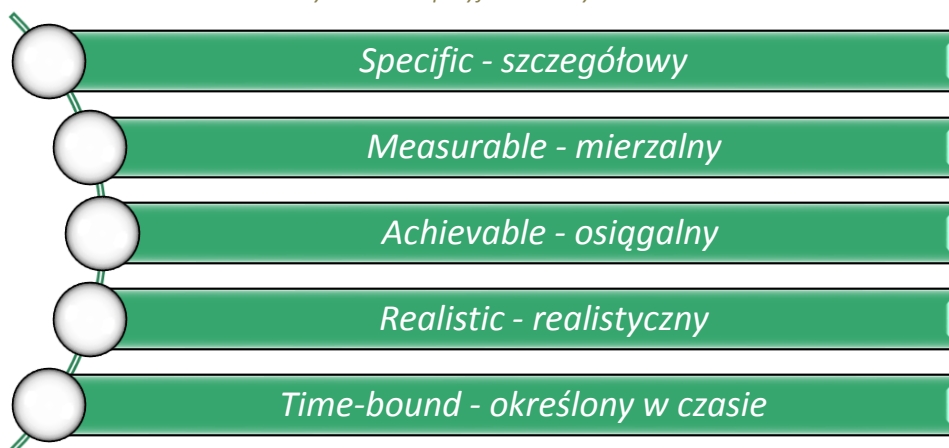 Specific - szczegółowy
Measurable - mierzalny
Achievable - osiągalny
Realistic - realistyczny
Time-bound - określony w czasie